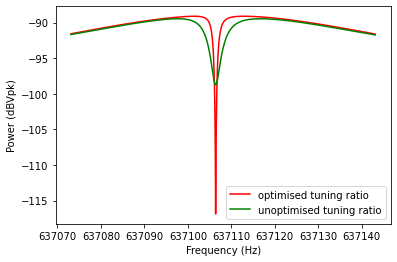 −90
−95
−100
−105
−110
−115
Power (dBVpk)
optimised tuning ratio
unoptimised tuning ratio
637070 637080 637090 637100 637110 637120 637130 637140
Frequency (Hz)